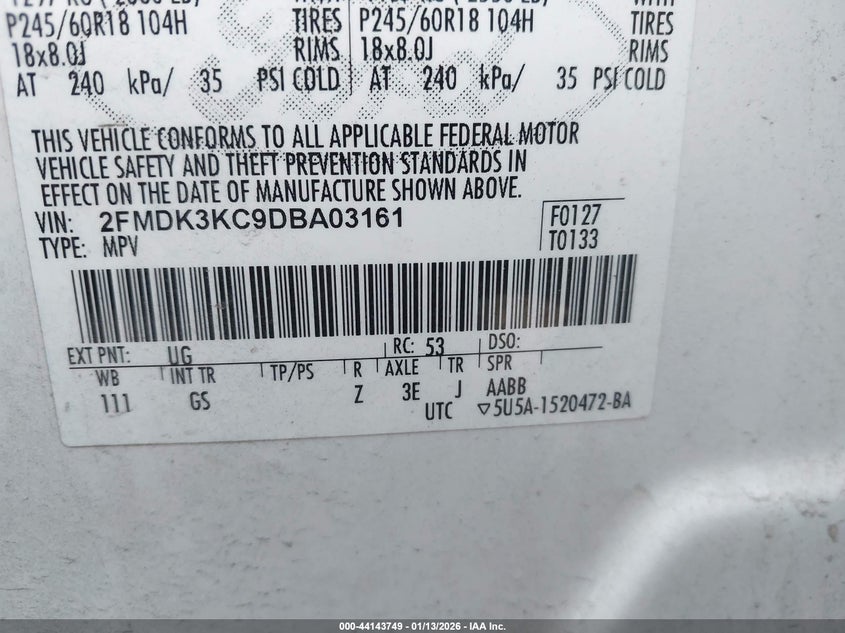 P245/60R18 104H TIRES P245/60R18 104H TIRES
18x8.0J RIMS 18x8.0J RIMS
AT 240 kPa/ 35 PSI COLD AT 240 kPa/ 35 PSI COLD
THIS VEHICLE CONFORMS TO ALL APPLICABLE FEDERAL MOTOR
VEHICLE SAFETY AND THEFT PREVENTION STANDARDS IN
EFFECT ON THE DATE OF MANUFACTURE SHOWN ABOVE.
VIN: 2FMDK3KC9DBA03161 F0127
TYPE: MPV T0133
EXT PNT: UG RC: 53 DSO:
WB INT TR TP/PS R AXLE TR SPR
111 GS Z 3E J AABB
UTC ▽5U5A-1520472-BA
000-44143749 - 01/13/2026 - IAA Inc.